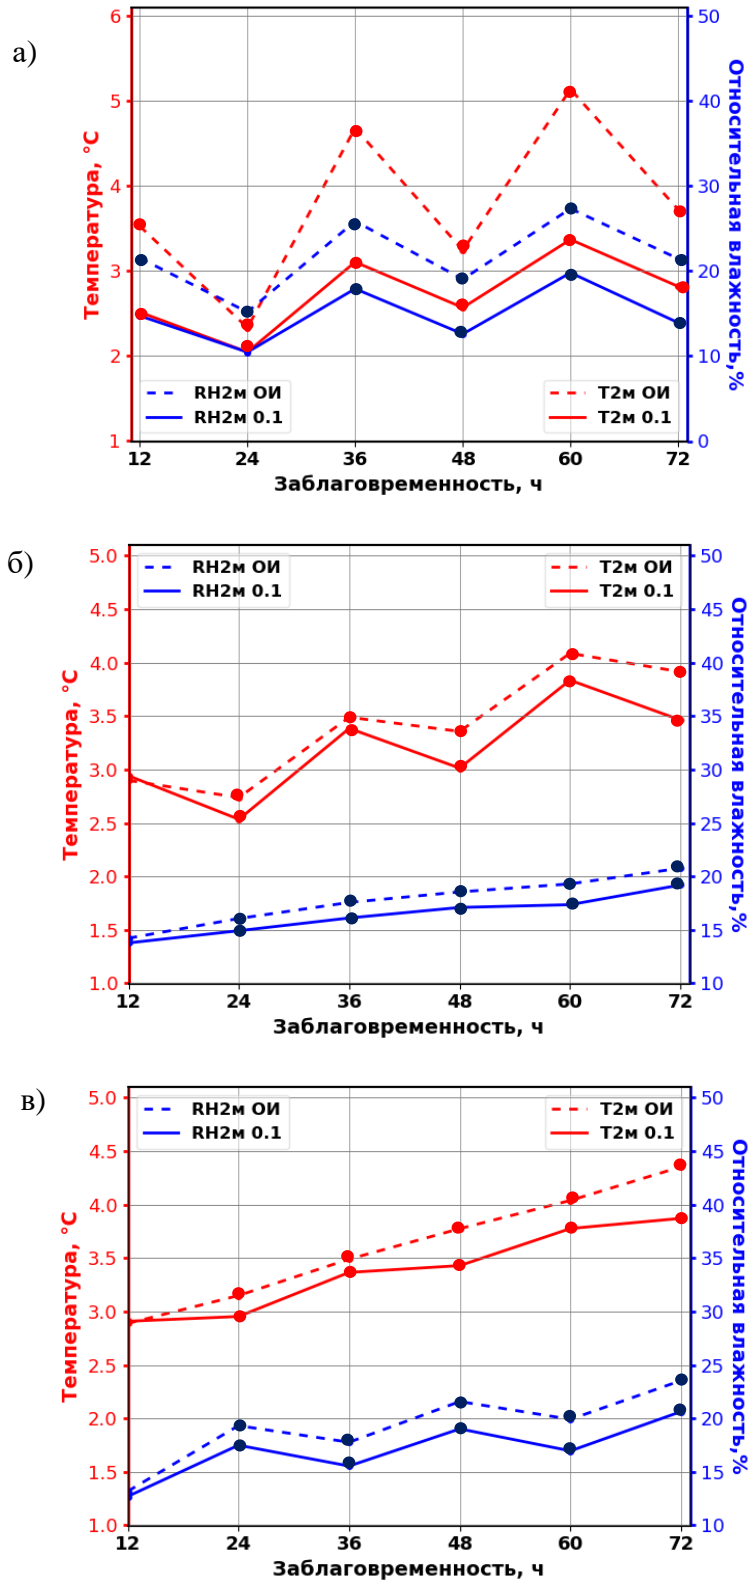 а)
Температура, °C
6
5
4
3
2
1
50
40
30
20
10
0
Относительная влажность,%
RH2м ОИ
RH2м 0.1
Т2м ОИ
Т2м 0.1
12 24 36 48 60 72
Заблаговременность, ч
б)
Температура, °C
5.0
4.5
4.0
3.5
3.0
2.5
2.0
1.5
1.0
50
45
40
35
30
25
20
15
10
Относительная влажность,%
RH2м ОИ
RH2м 0.1
Т2м ОИ
Т2м 0.1
12 24 36 48 60 72
Заблаговременность, ч
в)
Температура, °C
5.0
4.5
4.0
3.5
3.0
2.5
2.0
1.5
1.0
50
45
40
35
30
25
20
15
10
Относительная влажность,%
RH2м ОИ
RH2м 0.1
Т2м ОИ
Т2м 0.1
12 24 36 48 60 72
Заблаговременность, ч